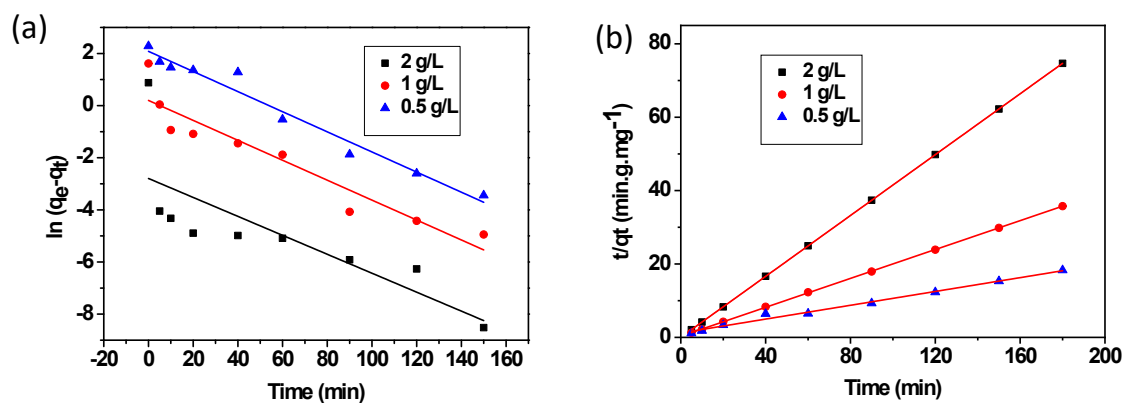 (a)
2
0
-2
-4
-6
-8
ln (qe-qt)
-20 0 20 40 60 80 100 120 140 160
Time (min)
2 g/L
1 g/L
0.5 g/L
(b)
80
60
40
20
0
t/qt (min.g.mg-1)
0 40 80 120 160 200
Time (min)
2 g/L
1 g/L
0.5 g/L